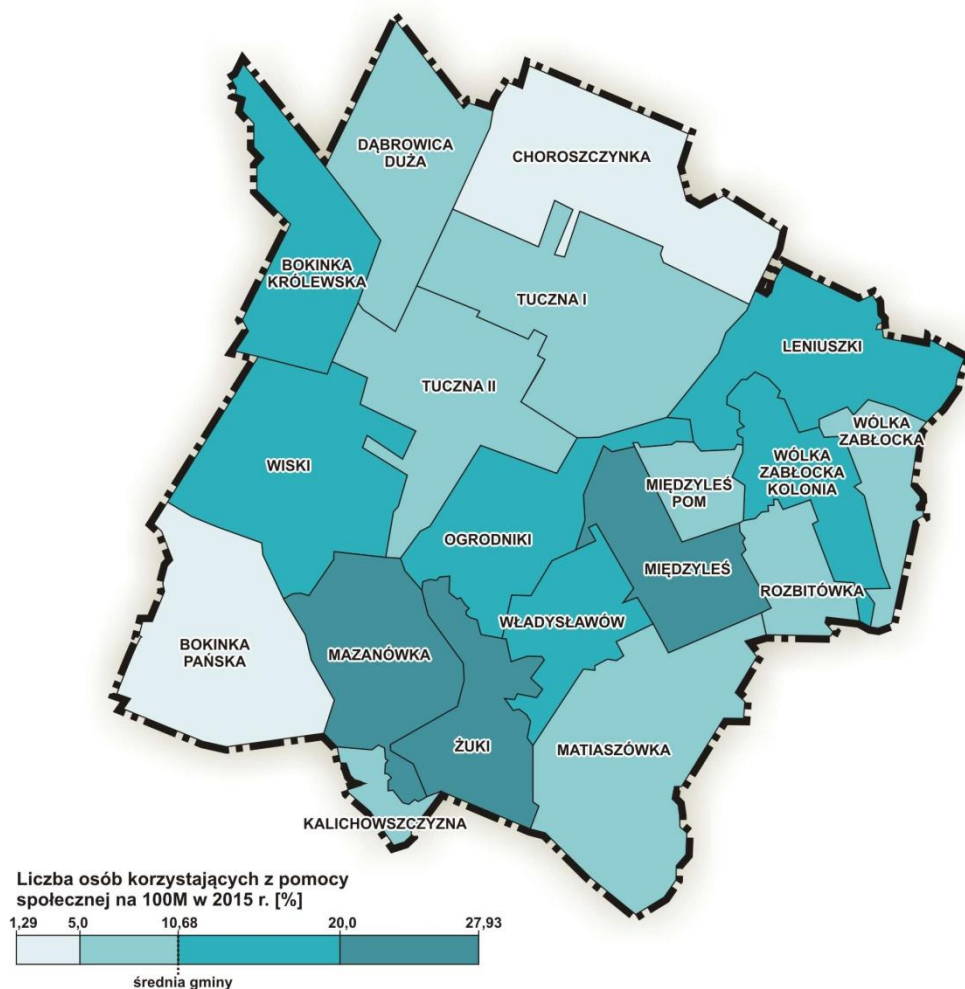 DĄBROWICA
DUŻA
CHOROSZCZYNKA
BOKINKA
KRÓLEWSKA
TUCZNA I
LENIUSZKI
TUCZNA II
WÓLKA
ZABŁOCKA
WISKI
WÓLKA
ZABŁOCKA
KOLONIA
MIĘDZYLEŚ
POM
OGRODNIKI
MIĘDZYLEŚ
ROZBITÓWKA
WŁADYSŁAWÓW
BOKINKA
PAŃSKA
MAZANÓWKA
ŻUKI
MATIASZÓWKA
KALICHOWSZCZYZNA
Liczba osób korzystających z pomocy
społecznej na 100M w 2015 r. [%]
1,29 5,0 10,68 20,0 27,93
średnia gminy